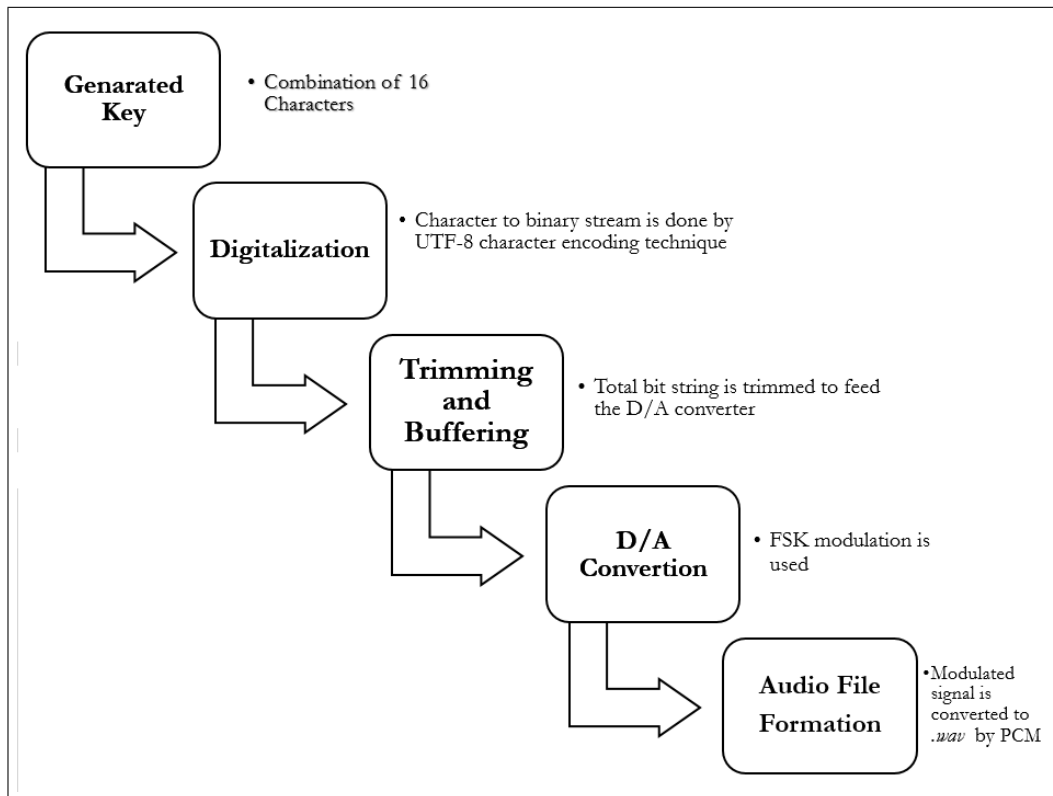 Genarated
Key
• Combination of 16
Characters
Digitalization
• Character to binary stream is done by
UTF-8 character encoding technique
Trimming
and
Buffering
• Total bit string is trimmed to feed
the D/A converter
D/A
Convertion
• FSK modulation is
used
Audio File
Formation
•Modulated
signal is
converted to
.wav by PCM